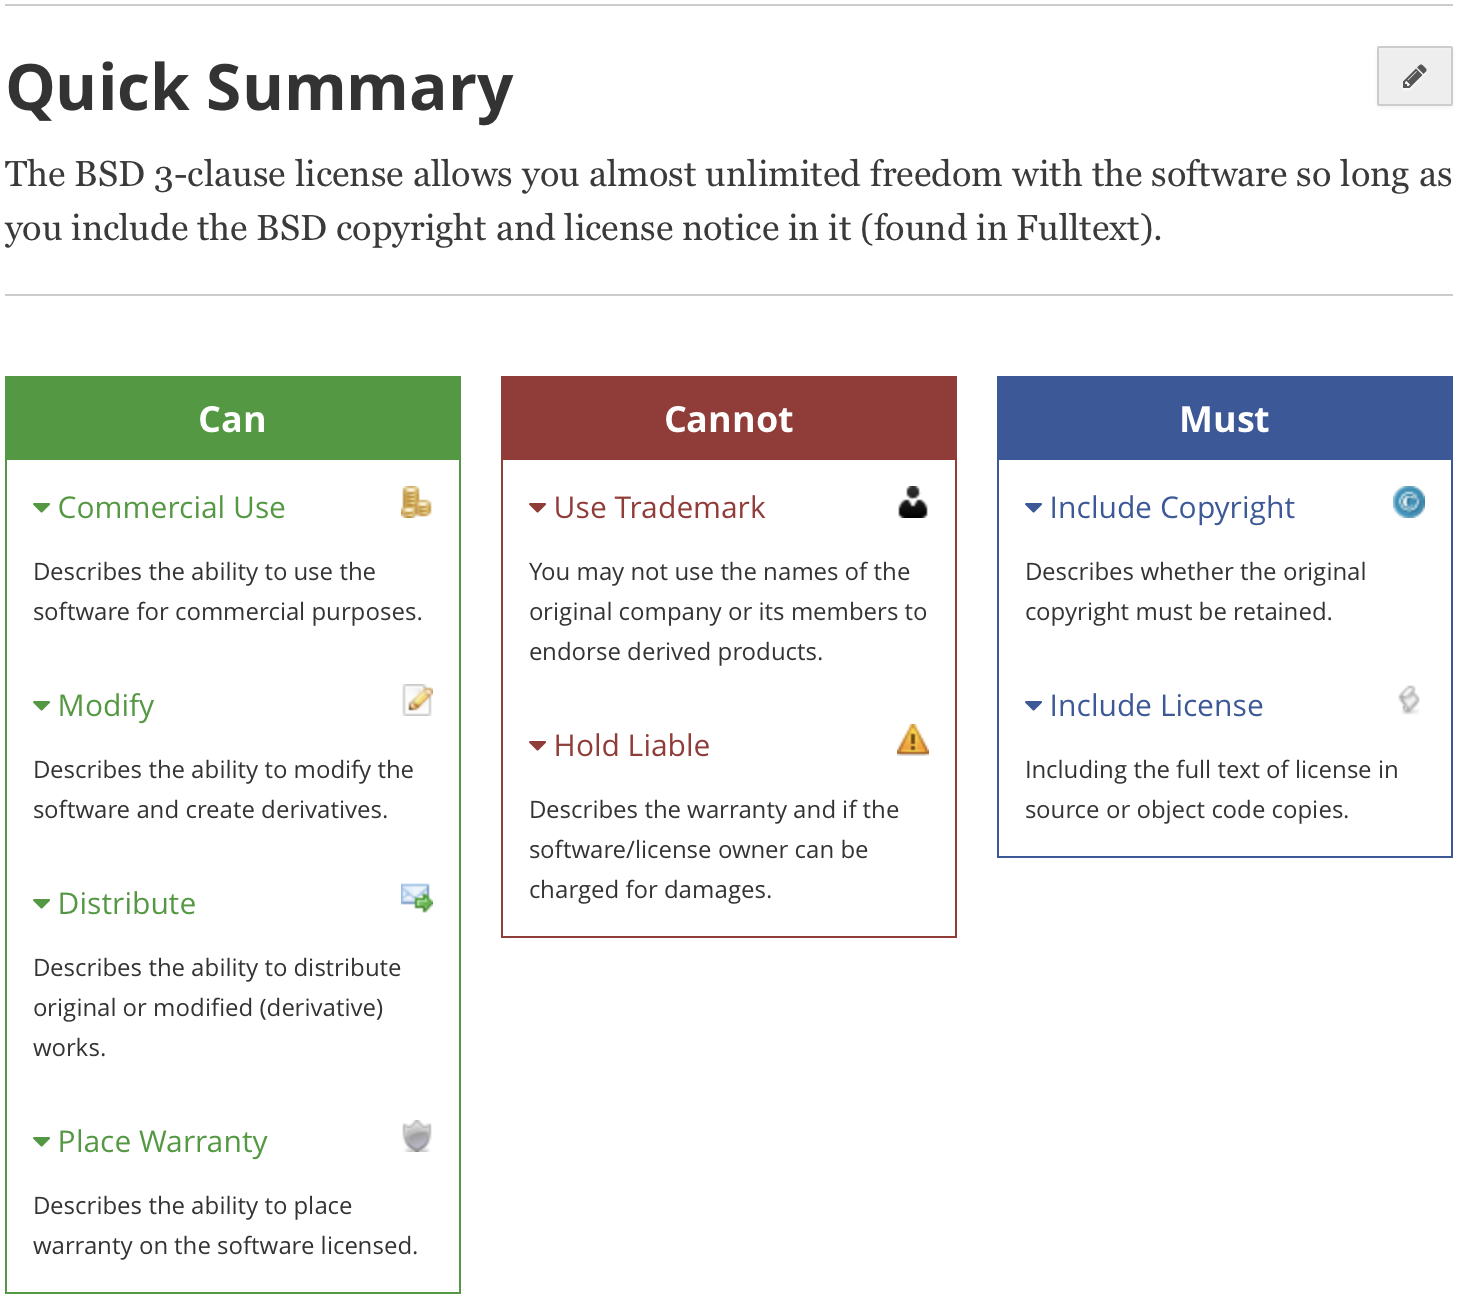 Quick Summary
The BSD 3-clause license allows you almost unlimited freedom with the software so long as
you include the BSD copyright and license notice in it (found in Fulltext).
Can
Commercial Use
Describes the ability to use the
software for commercial purposes.
Modify
Describes the ability to modify the
software and create derivatives.
Distribute
Describes the ability to distribute
original or modified (derivative)
works.
Place Warranty
Describes the ability to place
warranty on the software licensed.
Cannot
Use Trademark
You may not use the names of the
original company or its members to
endorse derived products.
Hold Liable
Describes the warranty and if the
software/license owner can be
charged for damages.
Must
Include Copyright
Describes whether the original
copyright must be retained.
Include License
Including the full text of license in
source or object code copies.